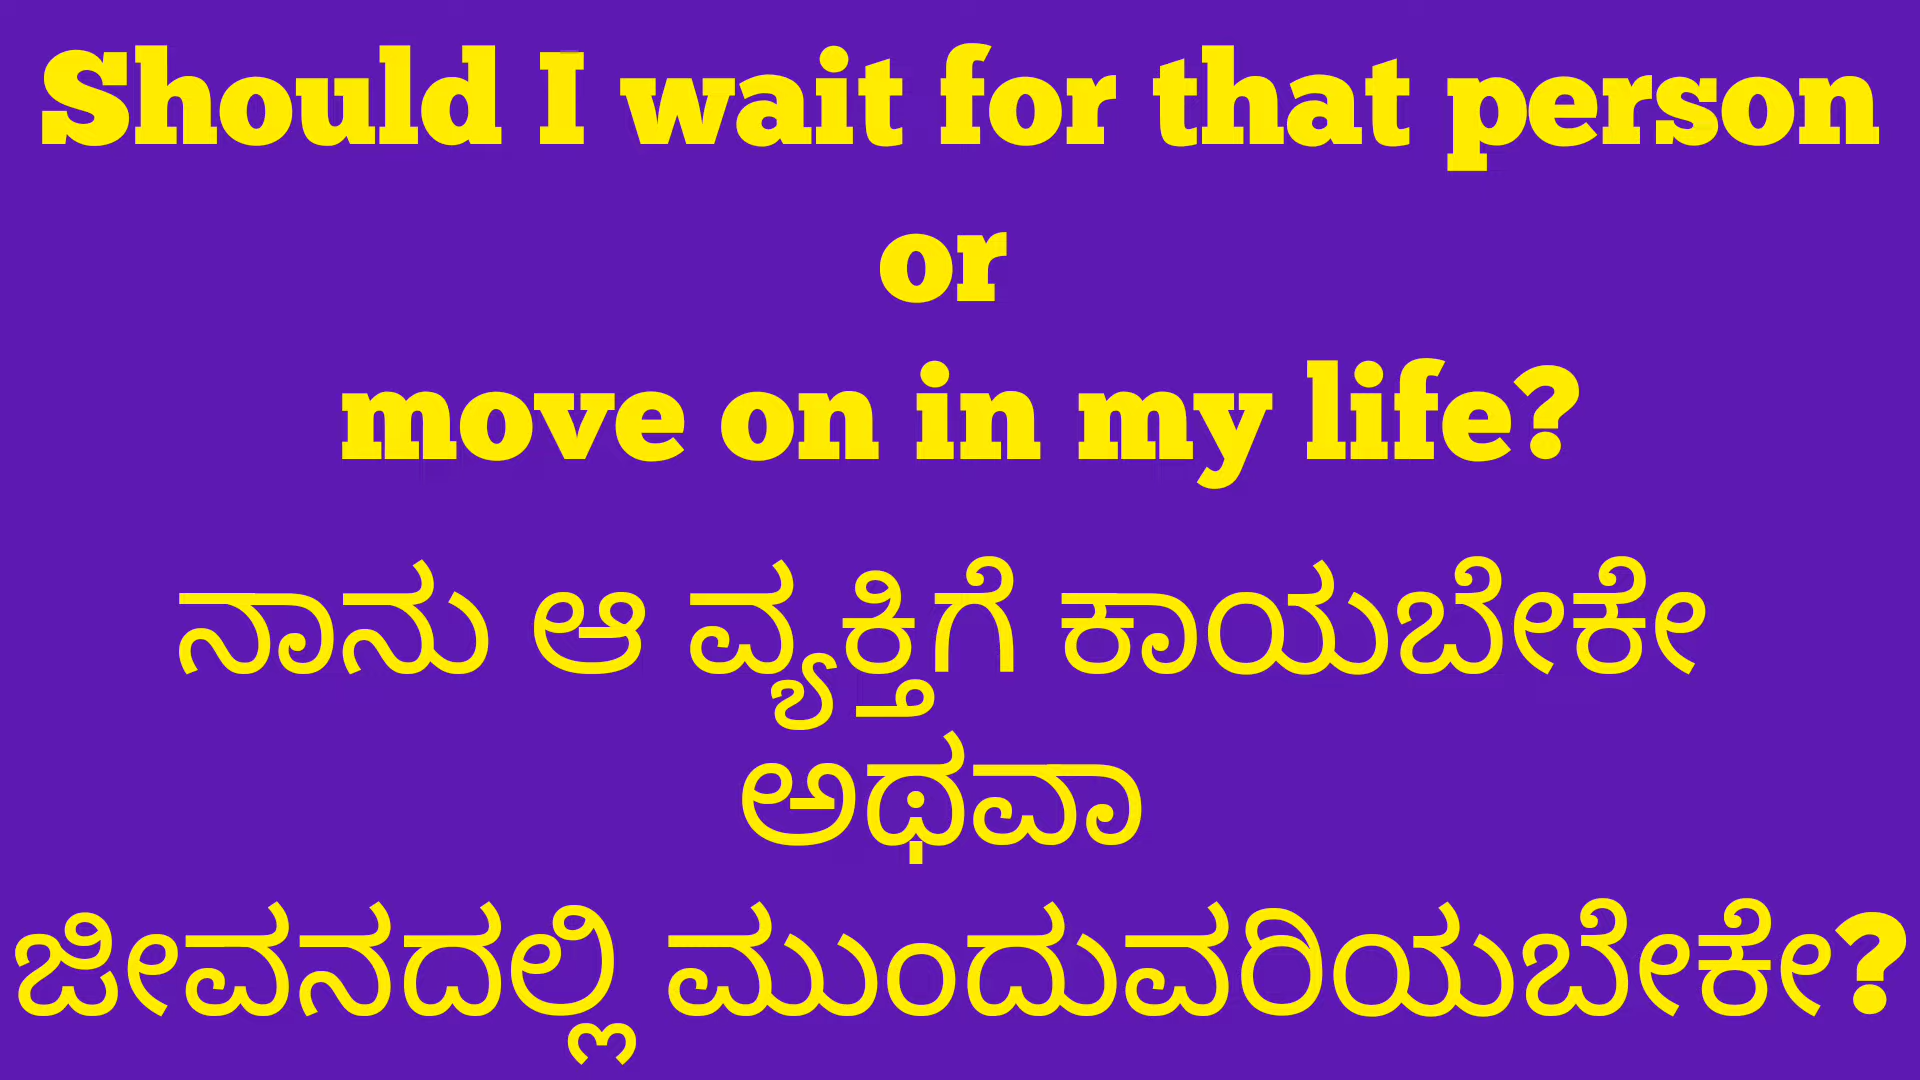 Should I wait for that person
or
move on in my life?
ನಾನು ಆ ವ್ಯಕ್ತಿಗೆ ಕಾಯಬೇಕೇ
ಅಥವಾ
ಜೀವನದಲ್ಲಿ ಮುಂದುವರಿಯಬೇಕೇ?